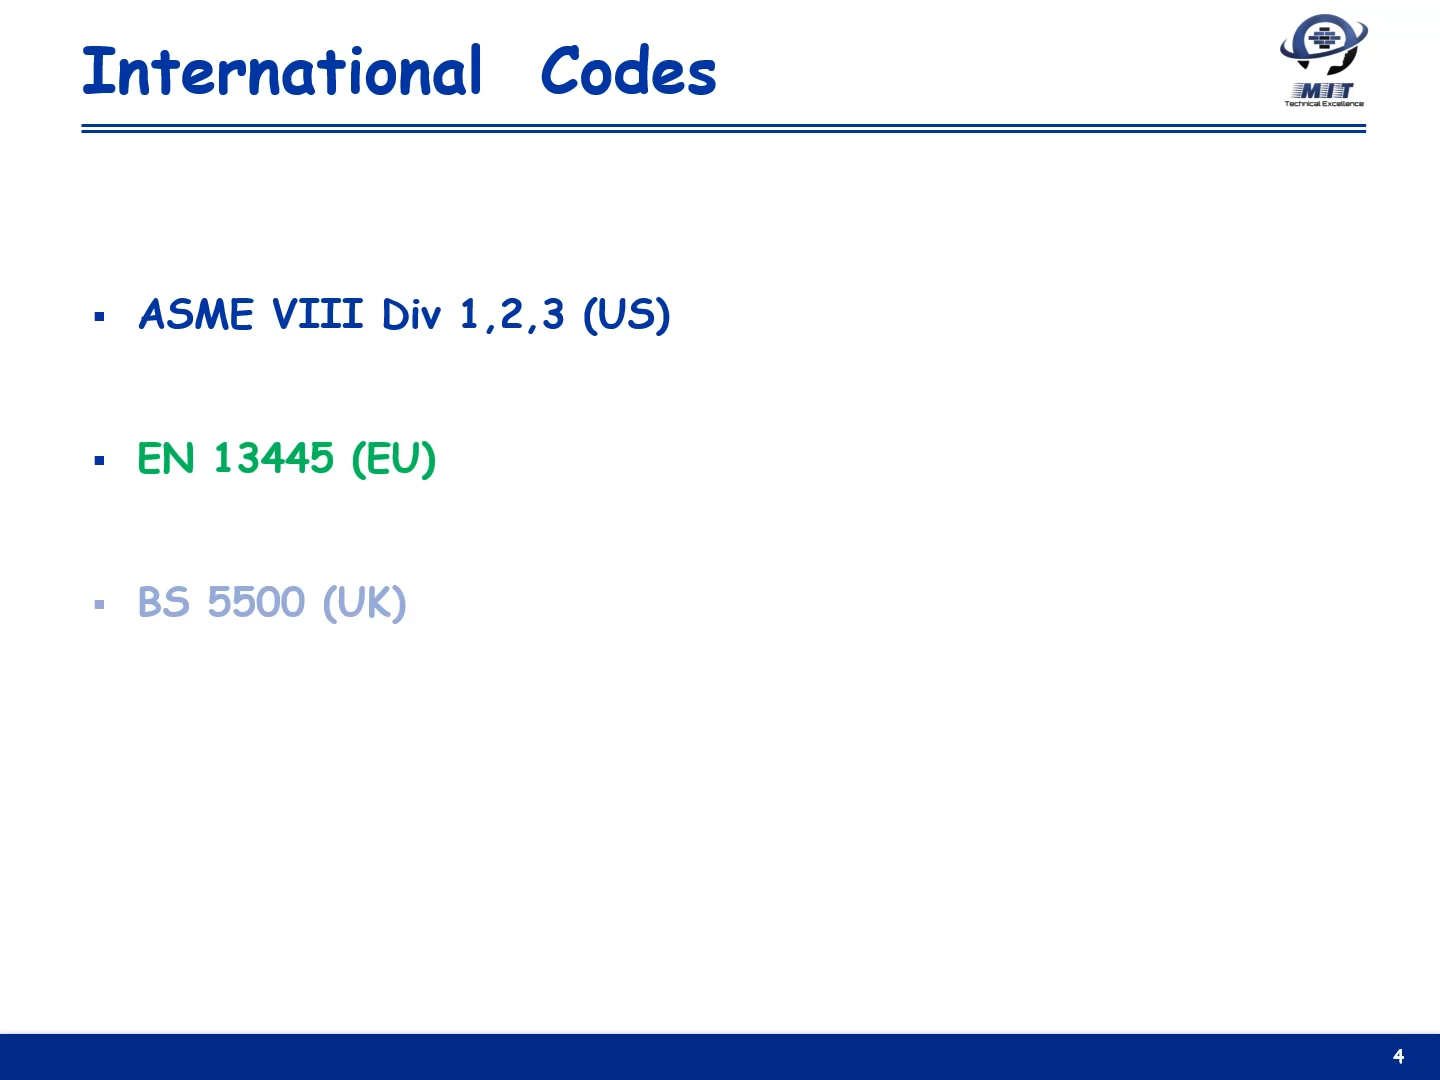 International Codes
MIT
Technical Excellence
▪ ASME VIII Div 1,2,3 (US)
▪ EN 13445 (EU)
▪ BS 5500 (UK)
4